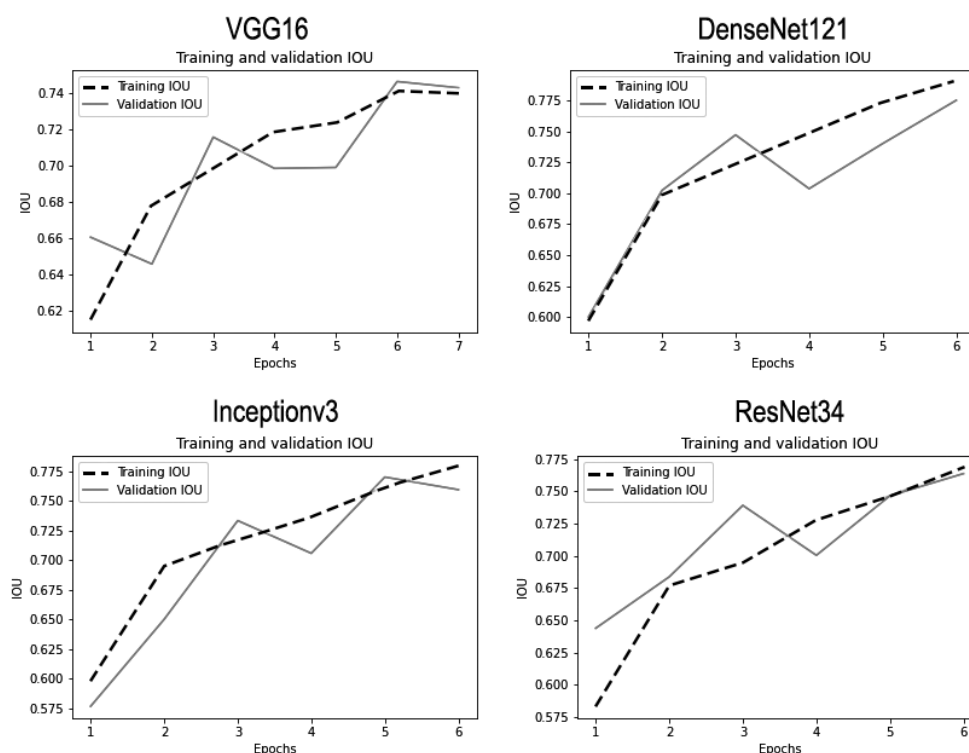 VGG16
Training and validation IOU
Training IOU
Validation IOU
0.74
0.72
0.70
0.68
0.66
0.64
0.62
IOU
1 2 3 4 5 6 7
Epochs
DenseNet121
Training and validation IOU
Training IOU
Validation IOU
0.775
0.750
0.725
0.700
0.675
0.650
0.625
0.600
IOU
1 2 3 4 5 6
Epochs
Inceptionv3
Training and validation IOU
Training IOU
Validation IOU
0.775
0.750
0.725
0.700
0.675
0.650
0.625
0.600
0.575
IOU
1 2 3 4 5 6
Epochs
ResNet34
Training and validation IOU
Training IOU
Validation IOU
0.775
0.750
0.725
0.700
0.675
0.650
0.625
0.600
0.575
IOU
1 2 3 4 5 6
Epochs